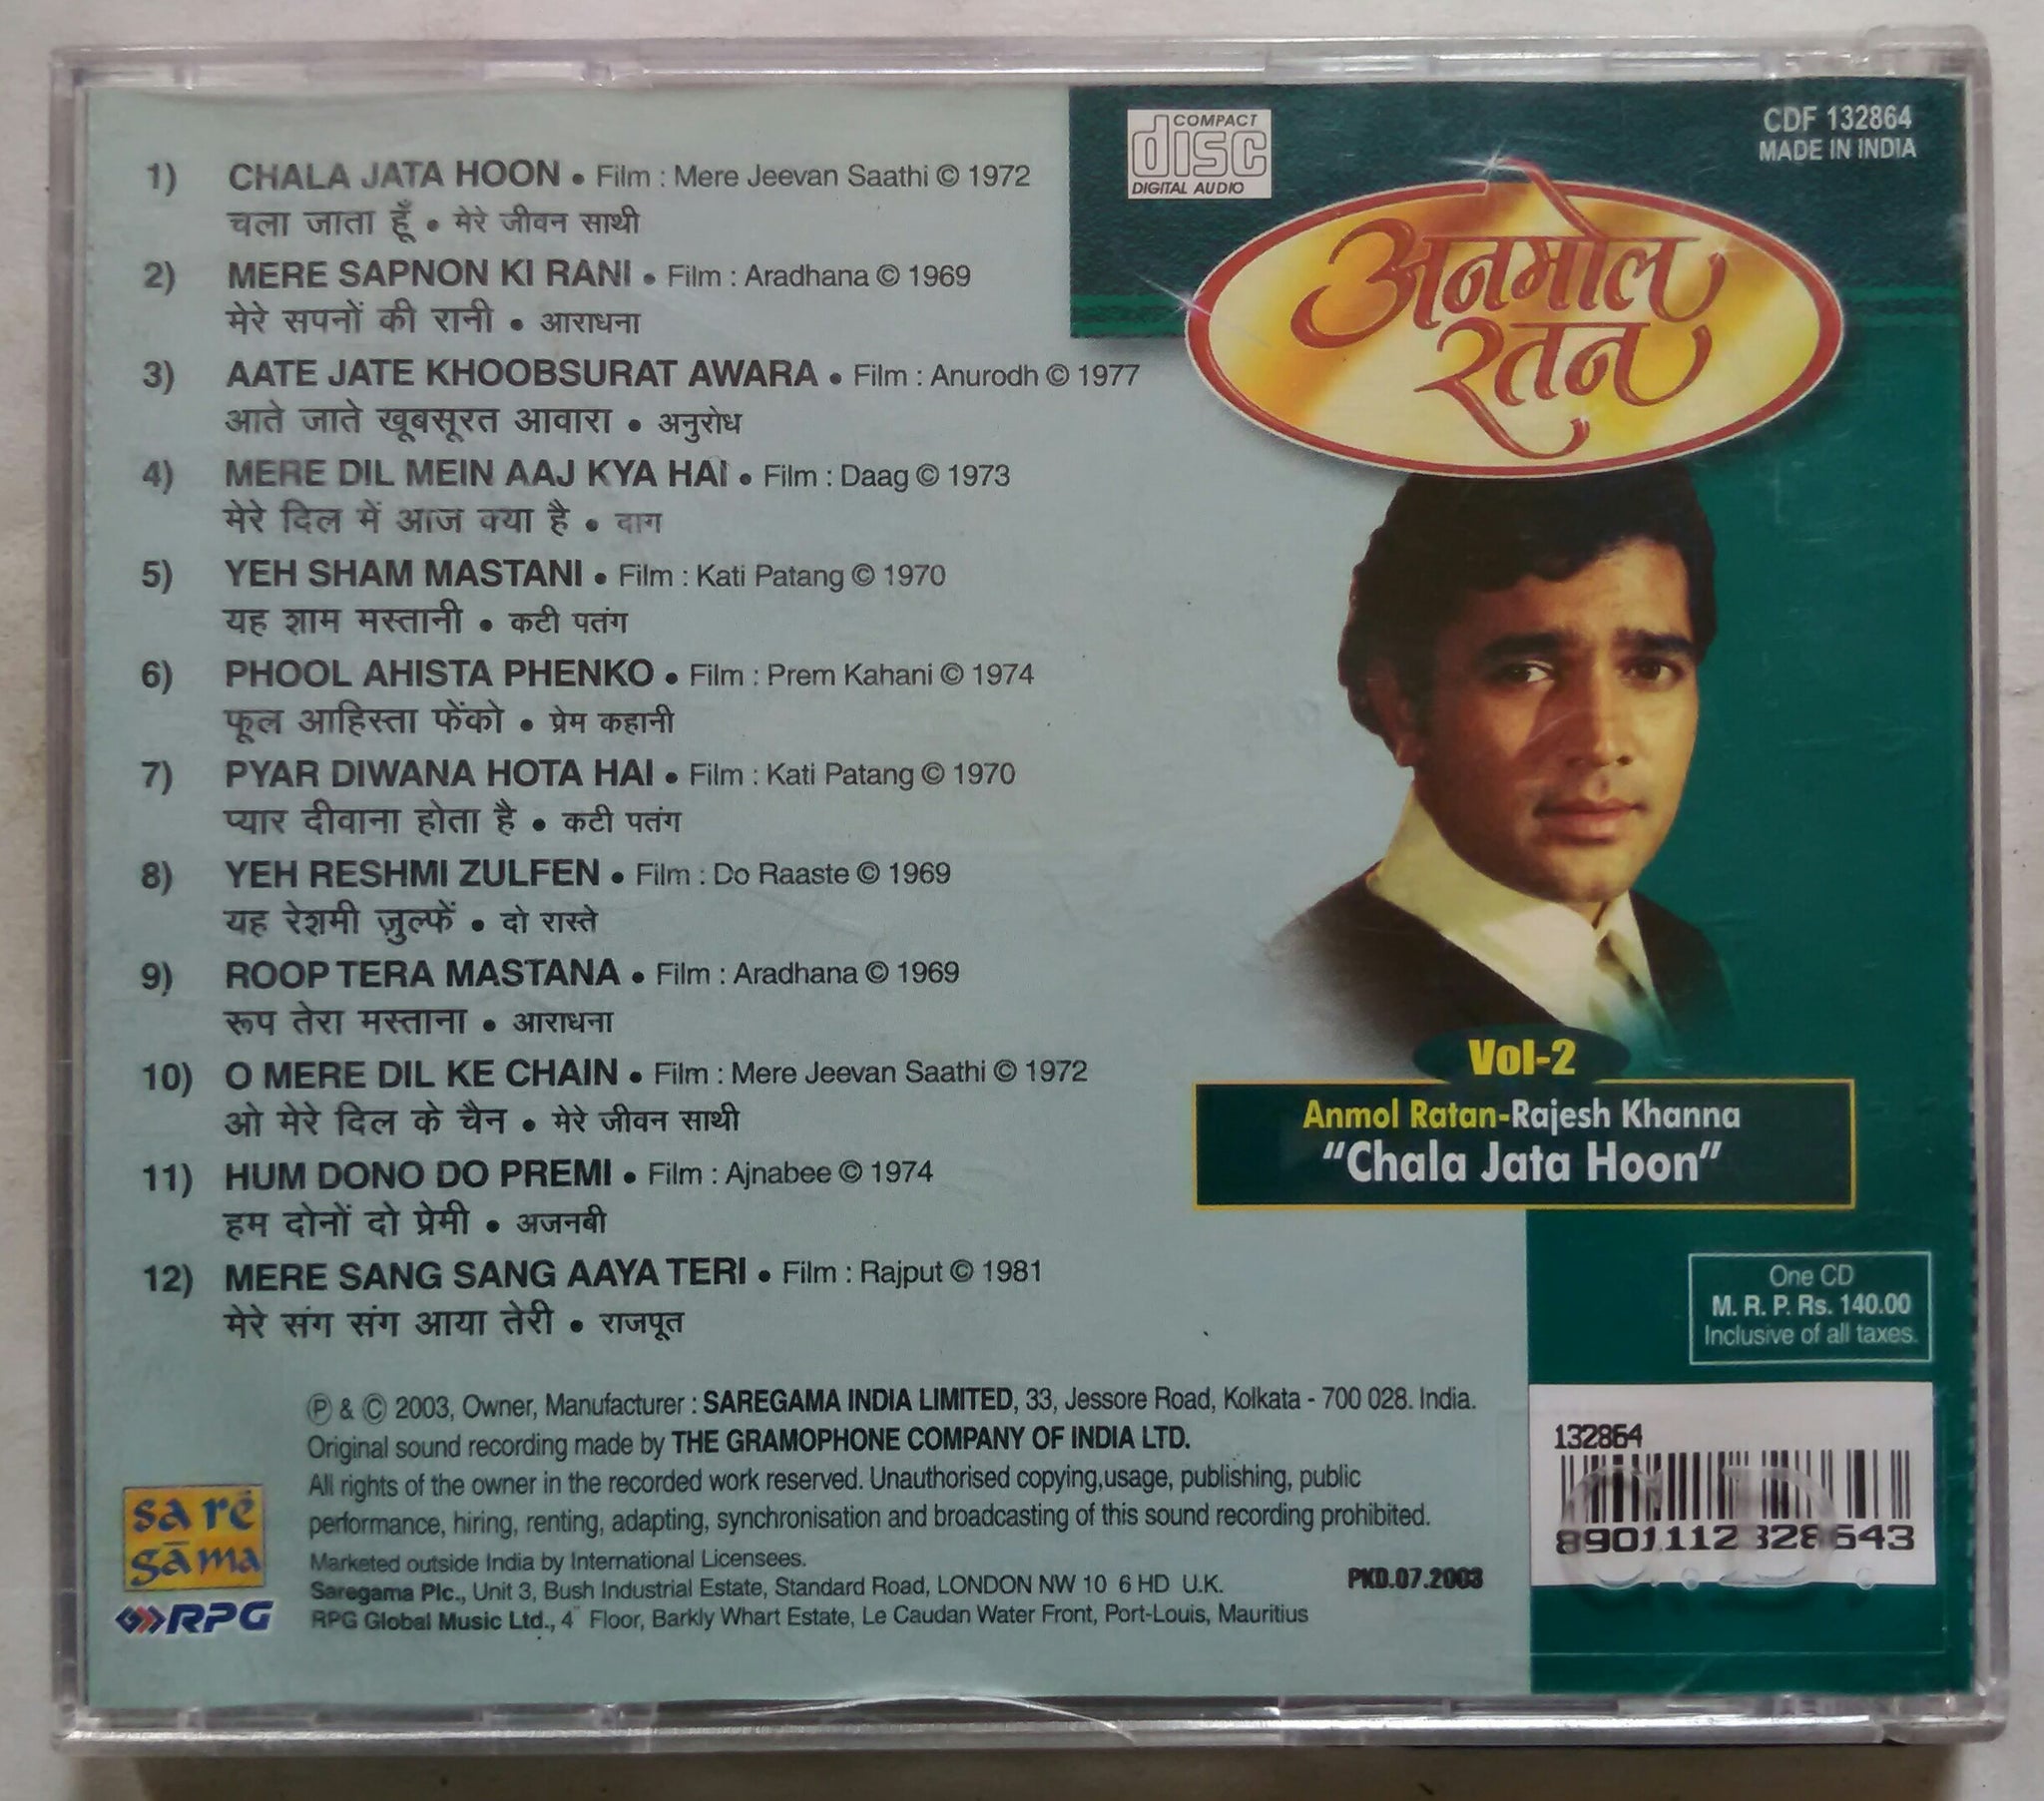 1) CHALA JATA HOON • Film : Mere Jeevan Saathi © 1972
चला जाता हूँ • मेरे जीवन साथी
2) MERE SAPNON KI RANI • Film : Aradhana © 1969
मेरे सपनों की रानी • आराधना
3) AATE JATE KHOOBSURAT AWARA • Film : Anurodh © 1977
आते जाते खूबसूरत आवारा • अनुरोध
4) MERE DIL MEIN AAJ KYA HAI • Film : Daag © 1973
मेरे दिल में आज क्या है • दाग
5) YEH SHAM MASTANI • Film : Kati Patang © 1970
यह शाम मस्तानी • कटी पतंग
6) PHOOL AHISTA PHENKO • Film : Prem Kahani © 1974
फूल आहिस्ता फेंको • प्रेम कहानी
7) PYAR DIWANA HOTA HAI • Film : Kati Patang © 1970
प्यार दीवाना होता है • कटी पतंग
8) YEH RESHMI ZULFEN • Film : Do Raaste © 1969
यह रेशमी ज़ुल्फें • दो रास्ते
9) ROOP TERA MASTANA • Film : Aradhana © 1969
रूप तेरा मस्ताना • आराधना
10) O MERE DIL KE CHAIN • Film : Mere Jeevan Saathi © 1972
ओ मेरे दिल के चैन • मेरे जीवन साथी
11) HUM DONO DO PREMI • Film : Ajnabee © 1974
हम दोनों दो प्रेमी • अजनबी
12) MERE SANG SANG AAYA TERI • Film : Rajput © 1981
मेरे संग संग आया तेरी • राजपूत
COMPACT
disc
DIGITAL AUDIO
CDF 132864
MADE IN INDIA
अनमोल
रतन
Vol-2
Anmol Ratan-Rajesh Khanna
"Chala Jata Hoon"
One CD
M. R. P. Rs. 140.00
Inclusive of all taxes.
℗ & © 2003, Owner, Manufacturer : SAREGAMA INDIA LIMITED, 33, Jessore Road, Kolkata - 700 028. India.
Original sound recording made by THE GRAMOPHONE COMPANY OF INDIA LTD.
All rights of the owner in the recorded work reserved. Unauthorised copying,usage, publishing, public
performance, hiring, renting, adapting, synchronisation and broadcasting of this sound recording prohibited.
Marketed outside India by International Licensees.
Saregama Plc., Unit 3, Bush Industrial Estate, Standard Road, LONDON NW 10 6 HD U.K.
RPG Global Music Ltd., 4" Floor, Barkly Whart Estate, Le Caudan Water Front, Port-Louis, Mauritius
PKD.07.2003
sa re
gāma
RPG
132864
8901112328643
C.D.